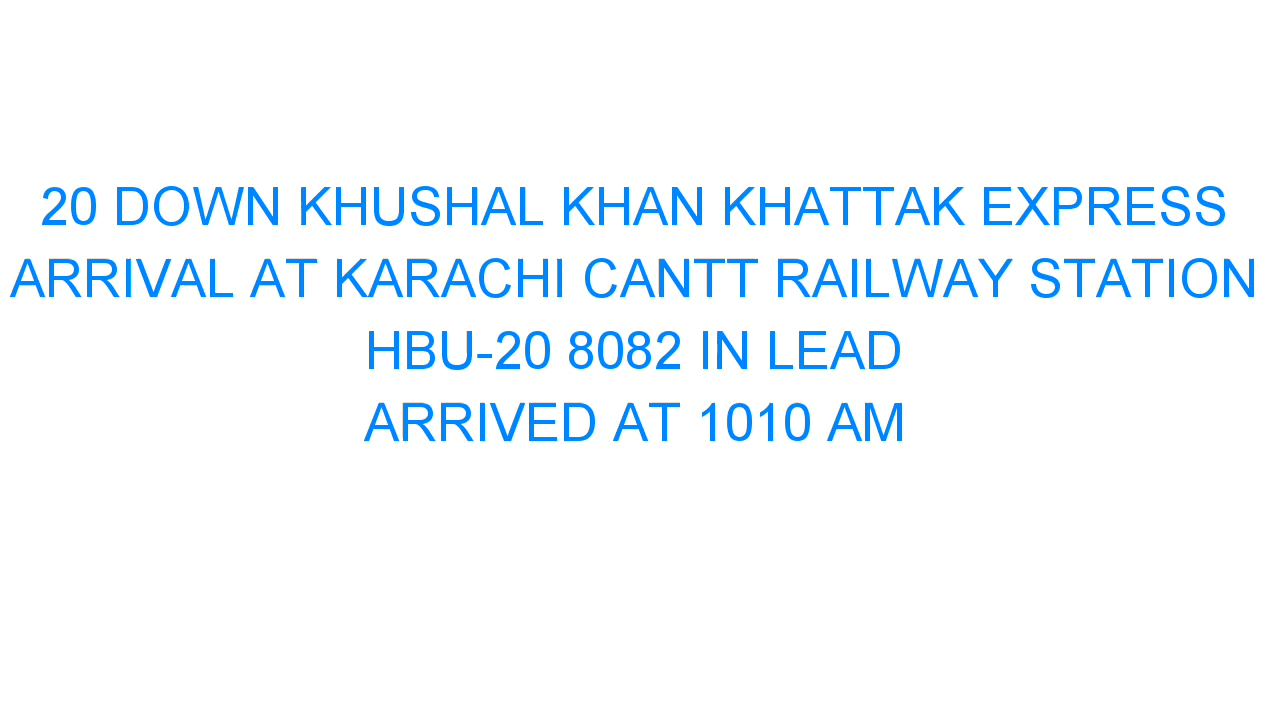 20 DOWN KHUSHAL KHAN KHATTAK EXPRESS
ARRIVAL AT KARACHI CANTT RAILWAY STATION
HBU-20 8082 IN LEAD
ARRIVED AT 1010 AM